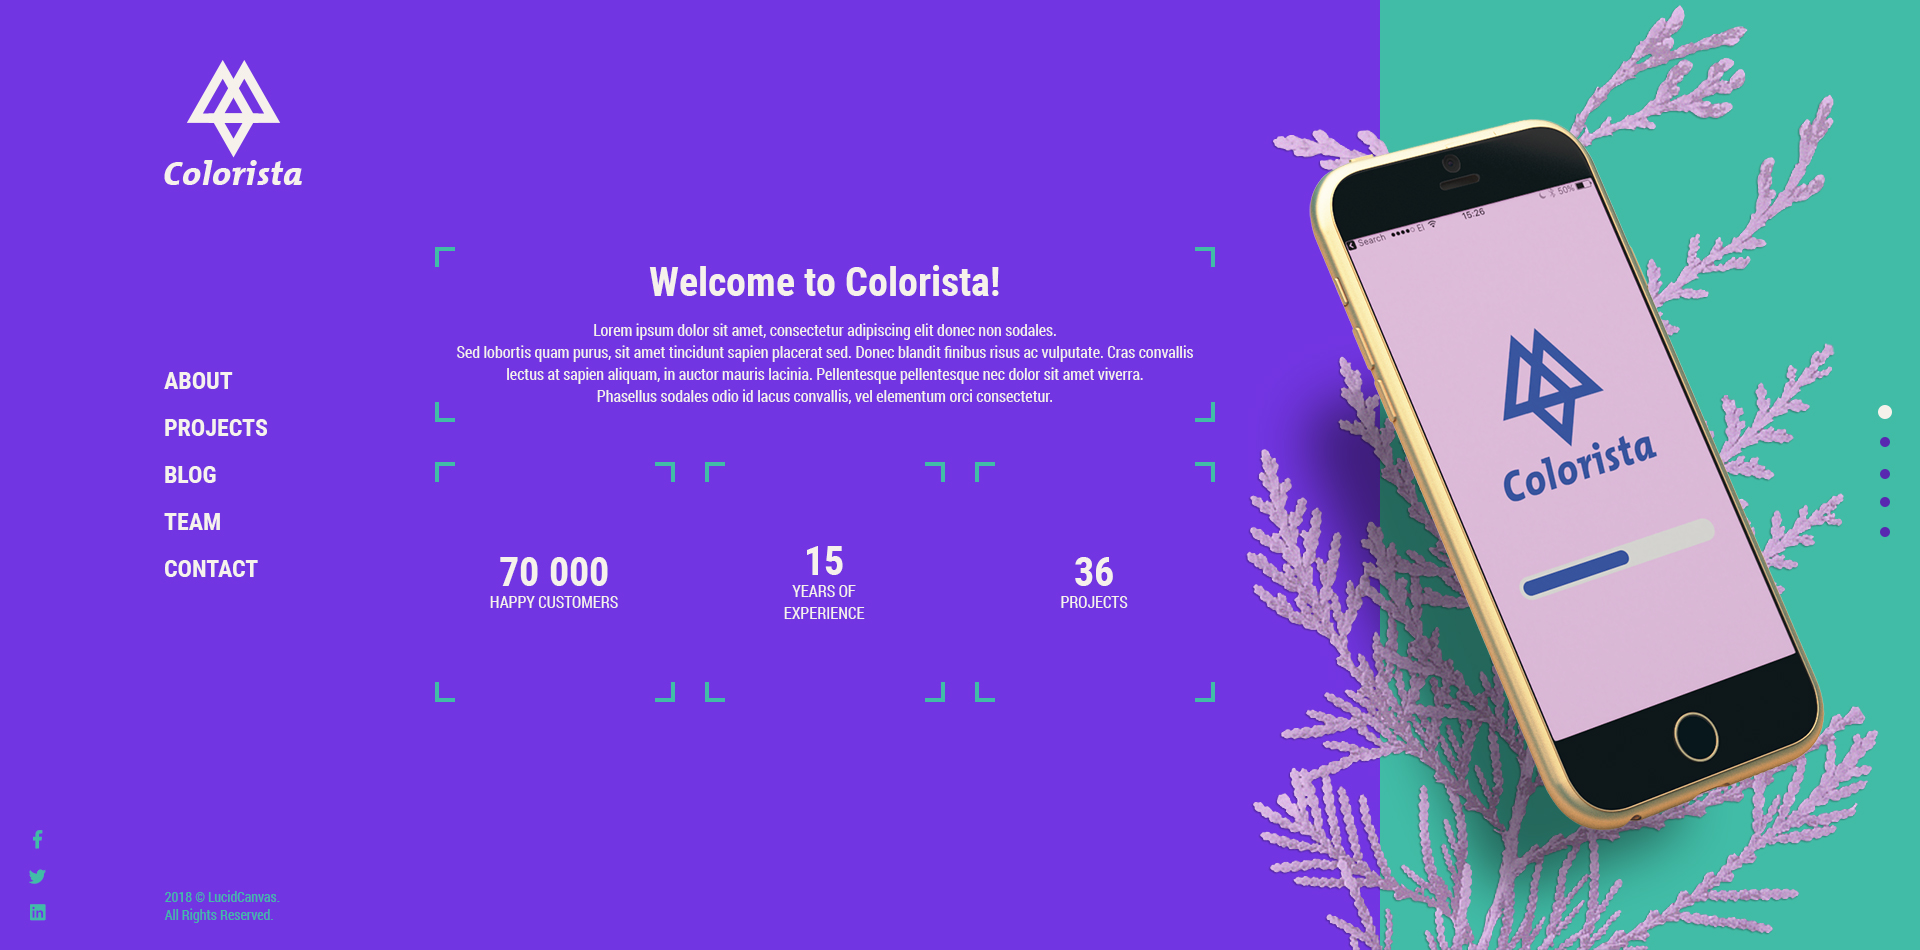 Colorista
ABOUT
PROJECTS
BLOG
TEAM
CONTACT
2018 © LucidCanvas.
All Rights Reserved.
Welcome to Colorista!
Lorem ipsum dolor sit amet, consectetur adipiscing elit donec non sodales.
Sed lobortis quam purus, sit amet tincidunt sapien placerat sed. Donec blandit finibus risus ac vulputate. Cras convallis
lectus at sapien aliquam, in auctor mauris lacinia. Pellentesque pellentesque nec dolor sit amet viverra.
Phasellus sodales odio id lacus convallis, vel elementum orci consectetur.
70 000
HAPPY CUSTOMERS
15
YEARS OF
EXPERIENCE
36
PROJECTS
Search El 15:26 50%
Colorista